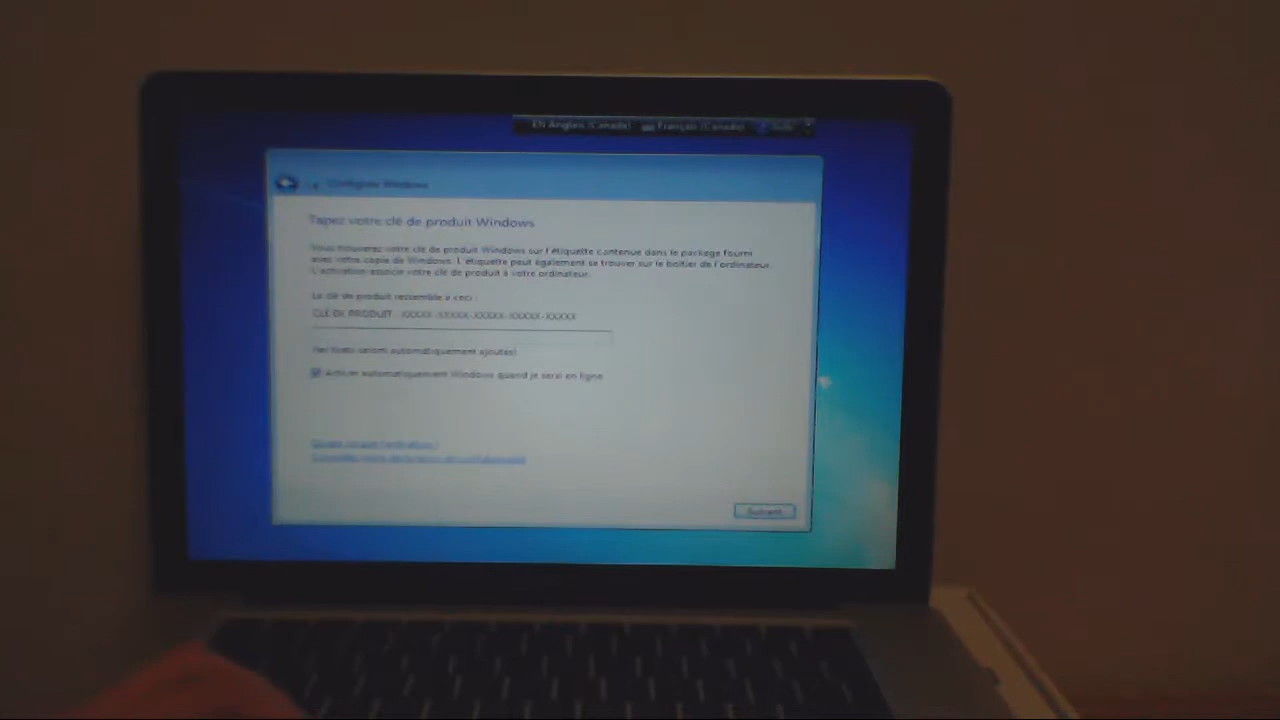 EN Anglais (Canada) Français (Canada)
Configurer Windows
Tapez votre clé de produit Windows
Vous trouverez votre clé de produit Windows sur l'étiquette contenue dans le package fourni
avec votre copie de Windows. L'étiquette peut également se trouver sur le boîtier de l'ordinateur.
L'activation associe votre clé de produit à votre ordinateur.
La clé de produit ressemble à ceci :
CLÉ DE PRODUIT : XXXXX-XXXXX-XXXXX-XXXXX-XXXXX
(les tirets seront automatiquement ajoutés)
Activer automatiquement Windows quand je serai en ligne
Suivant